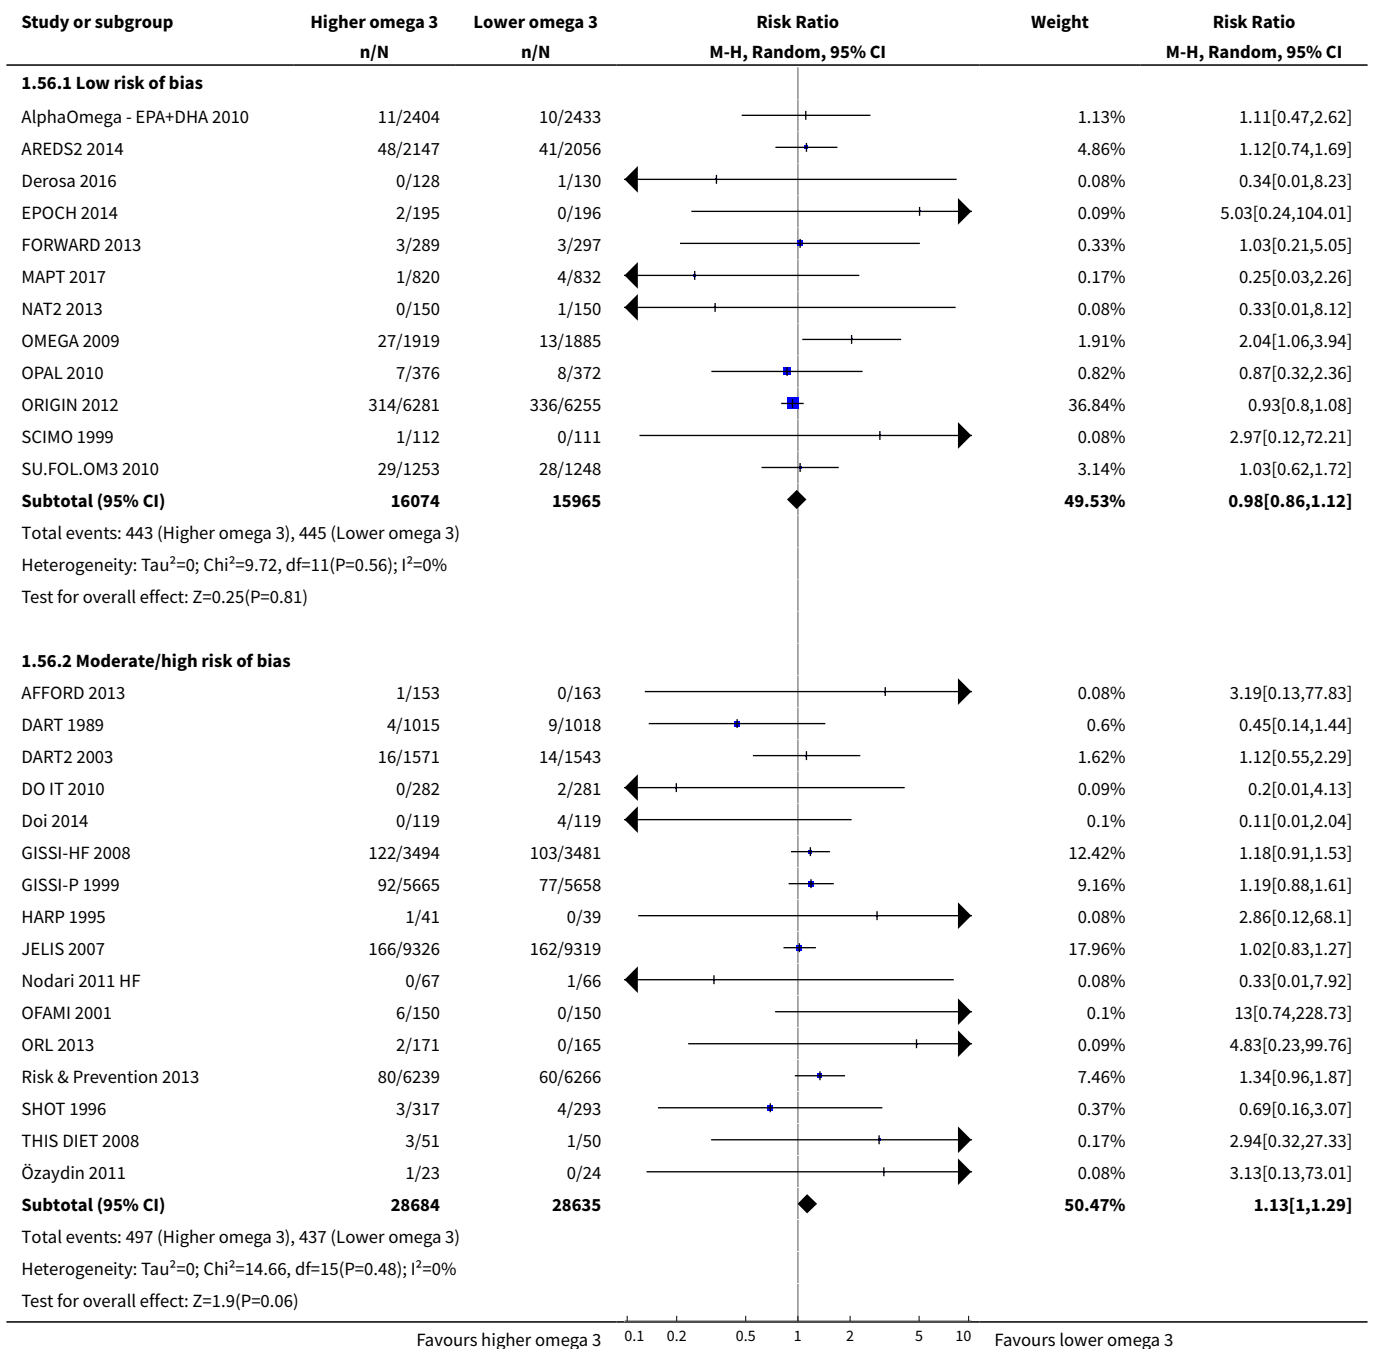 Study or subgroup Higher omega 3 Lower omega 3 Risk Ratio Weight Risk Ratio
n/N n/N M-H, Random, 95% CI M-H, Random, 95% CI
1.56.1 Low risk of bias
AlphaOmega - EPA+DHA 2010 11/2404 10/2433 1.13% 1.11[0.47,2.62]
AREDS2 2014 48/2147 41/2056 4.86% 1.12[0.74,1.69]
Derosa 2016 0/128 1/130 0.08% 0.34[0.01,8.23]
EPOCH 2014 2/195 0/196 0.09% 5.03[0.24,104.01]
FORWARD 2013 3/289 3/297 0.33% 1.03[0.21,5.05]
MAPT 2017 1/820 4/832 0.17% 0.25[0.03,2.26]
NAT2 2013 0/150 1/150 0.08% 0.33[0.01,8.12]
OMEGA 2009 27/1919 13/1885 1.91% 2.04[1.06,3.94]
OPAL 2010 7/376 8/372 0.82% 0.87[0.32,2.36]
ORIGIN 2012 314/6281 336/6255 36.84% 0.93[0.8,1.08]
SCIMO 1999 1/112 0/111 0.08% 2.97[0.12,72.21]
SU.FOL.OM3 2010 29/1253 28/1248 3.14% 1.03[0.62,1.72]
Subtotal (95% CI) 16074 15965 49.53% 0.98[0.86,1.12]
Total events: 443 (Higher omega 3), 445 (Lower omega 3)
Heterogeneity: Tau²=0; Chi²=9.72, df=11(P=0.56); I²=0%
Test for overall effect: Z=0.25(P=0.81)
1.56.2 Moderate/high risk of bias
AFFORD 2013 1/153 0/163 0.08% 3.19[0.13,77.83]
DART 1989 4/1015 9/1018 0.6% 0.45[0.14,1.44]
DART2 2003 16/1571 14/1543 1.62% 1.12[0.55,2.29]
DO IT 2010 0/282 2/281 0.09% 0.2[0.01,4.13]
Doi 2014 0/119 4/119 0.1% 0.11[0.01,2.04]
GISSI-HF 2008 122/3494 103/3481 12.42% 1.18[0.91,1.53]
GISSI-P 1999 92/5665 77/5658 9.16% 1.19[0.88,1.61]
HARP 1995 1/41 0/39 0.08% 2.86[0.12,68.1]
JELIS 2007 166/9326 162/9319 17.96% 1.02[0.83,1.27]
Nodari 2011 HF 0/67 1/66 0.08% 0.33[0.01,7.92]
OFAMI 2001 6/150 0/150 0.1% 13[0.74,228.73]
ORL 2013 2/171 0/165 0.09% 4.83[0.23,99.76]
Risk & Prevention 2013 80/6239 60/6266 7.46% 1.34[0.96,1.87]
SHOT 1996 3/317 4/293 0.37% 0.69[0.16,3.07]
THIS DIET 2008 3/51 1/50 0.17% 2.94[0.32,27.33]
Özaydin 2011 1/23 0/24 0.08% 3.13[0.13,73.01]
Subtotal (95% CI) 28684 28635 50.47% 1.13[1,1.29]
Total events: 497 (Higher omega 3), 437 (Lower omega 3)
Heterogeneity: Tau²=0; Chi²=14.66, df=15(P=0.48); I²=0%
Test for overall effect: Z=1.9(P=0.06)
Favours higher omega 3 0.1 0.2 0.5 1 2 5 10 Favours lower omega 3